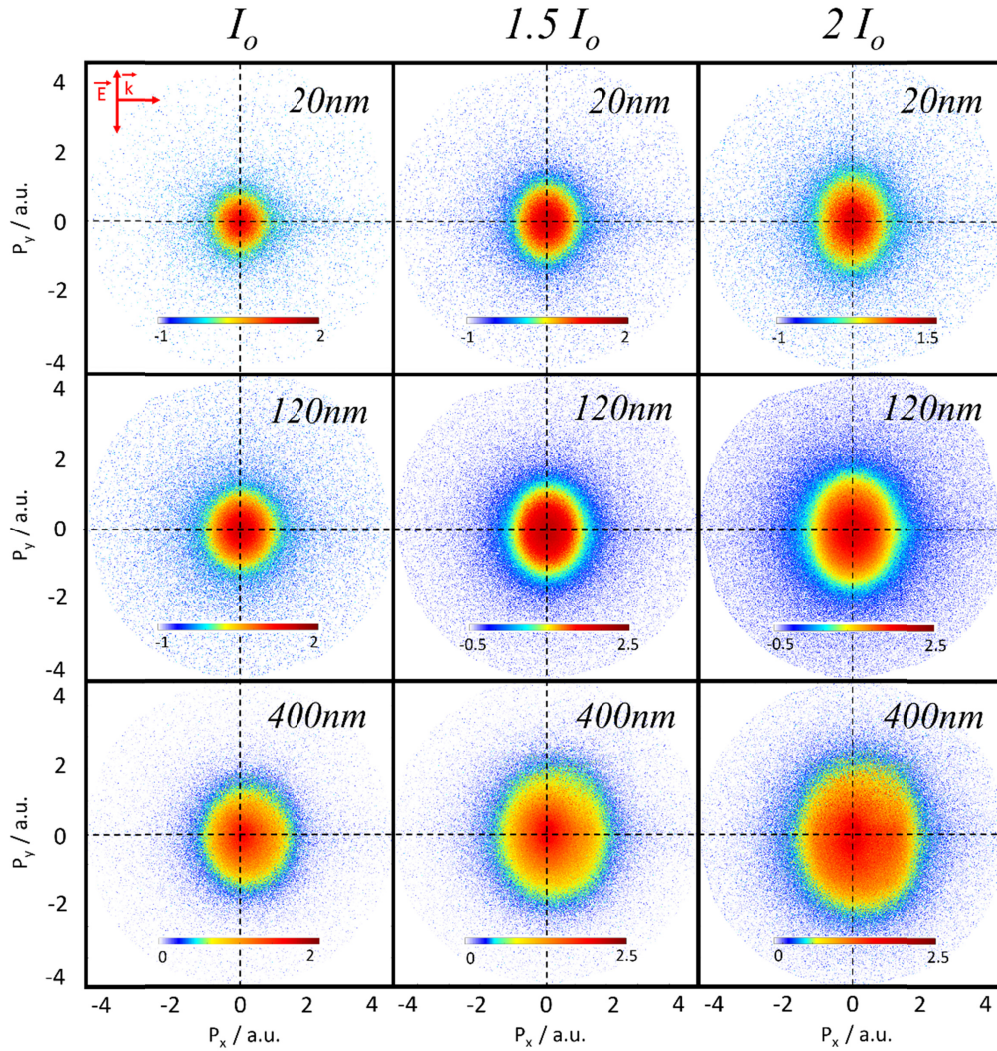 I_o 1.5 I_o 2 I_o
E k
20nm 20nm 20nm
4
2
0
-2
-4
P_y / a.u.
-1 2 -1 2 -1 1.5
120nm 120nm 120nm
4
2
0
-2
-4
P_y / a.u.
-1 2 -0.5 2.5 -0.5 2.5
400nm 400nm 400nm
4
2
0
-2
-4
P_y / a.u.
0 2 0 2.5 0 2.5
-4 -2 0 2 4 -4 -2 0 2 4 -4 -2 0 2 4
P_x / a.u. P_x / a.u. P_x / a.u.